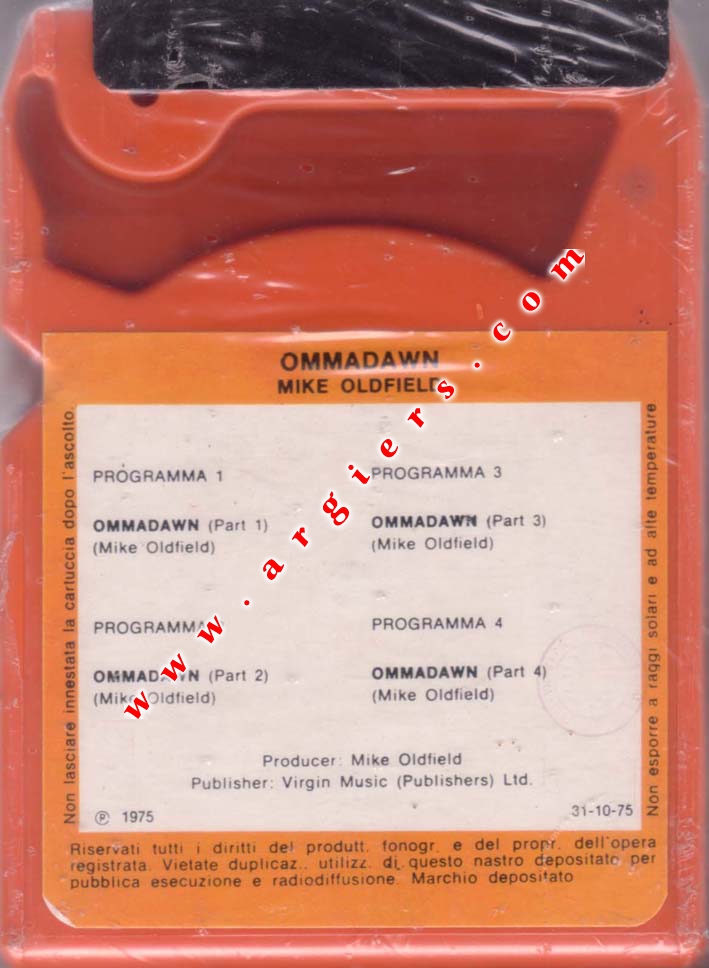 OMMADAWN
MIKE OLDFIELD
Non lasciare innestata la cartuccia dopo l'ascolto.
PROGRAMMA 1
OMMADAWN (Part 1)
(Mike Oldfield)
PROGRAMMA
OMMADAWN (Part 2)
(Mike Oldfield)
PROGRAMMA 3
OMMADAWN (Part 3)
(Mike Oldfield)
PROGRAMMA 4
OMMADAWN (Part 4)
(Mike Oldfield)
Non esporre a raggi solari e ad alte temperature
Producer: Mike Oldfield
Publisher: Virgin Music (Publishers) Ltd.
℗ 1975
31-10-75
Riservati tutti i diritti del produtt. fonogr. e del propr. dell'opera
registrata. Vietate duplicaz.. utilizz. di questo nastro depositato per
pubblica esecuzione e radiodiffusione. Marchio depositato
www.argiers.com